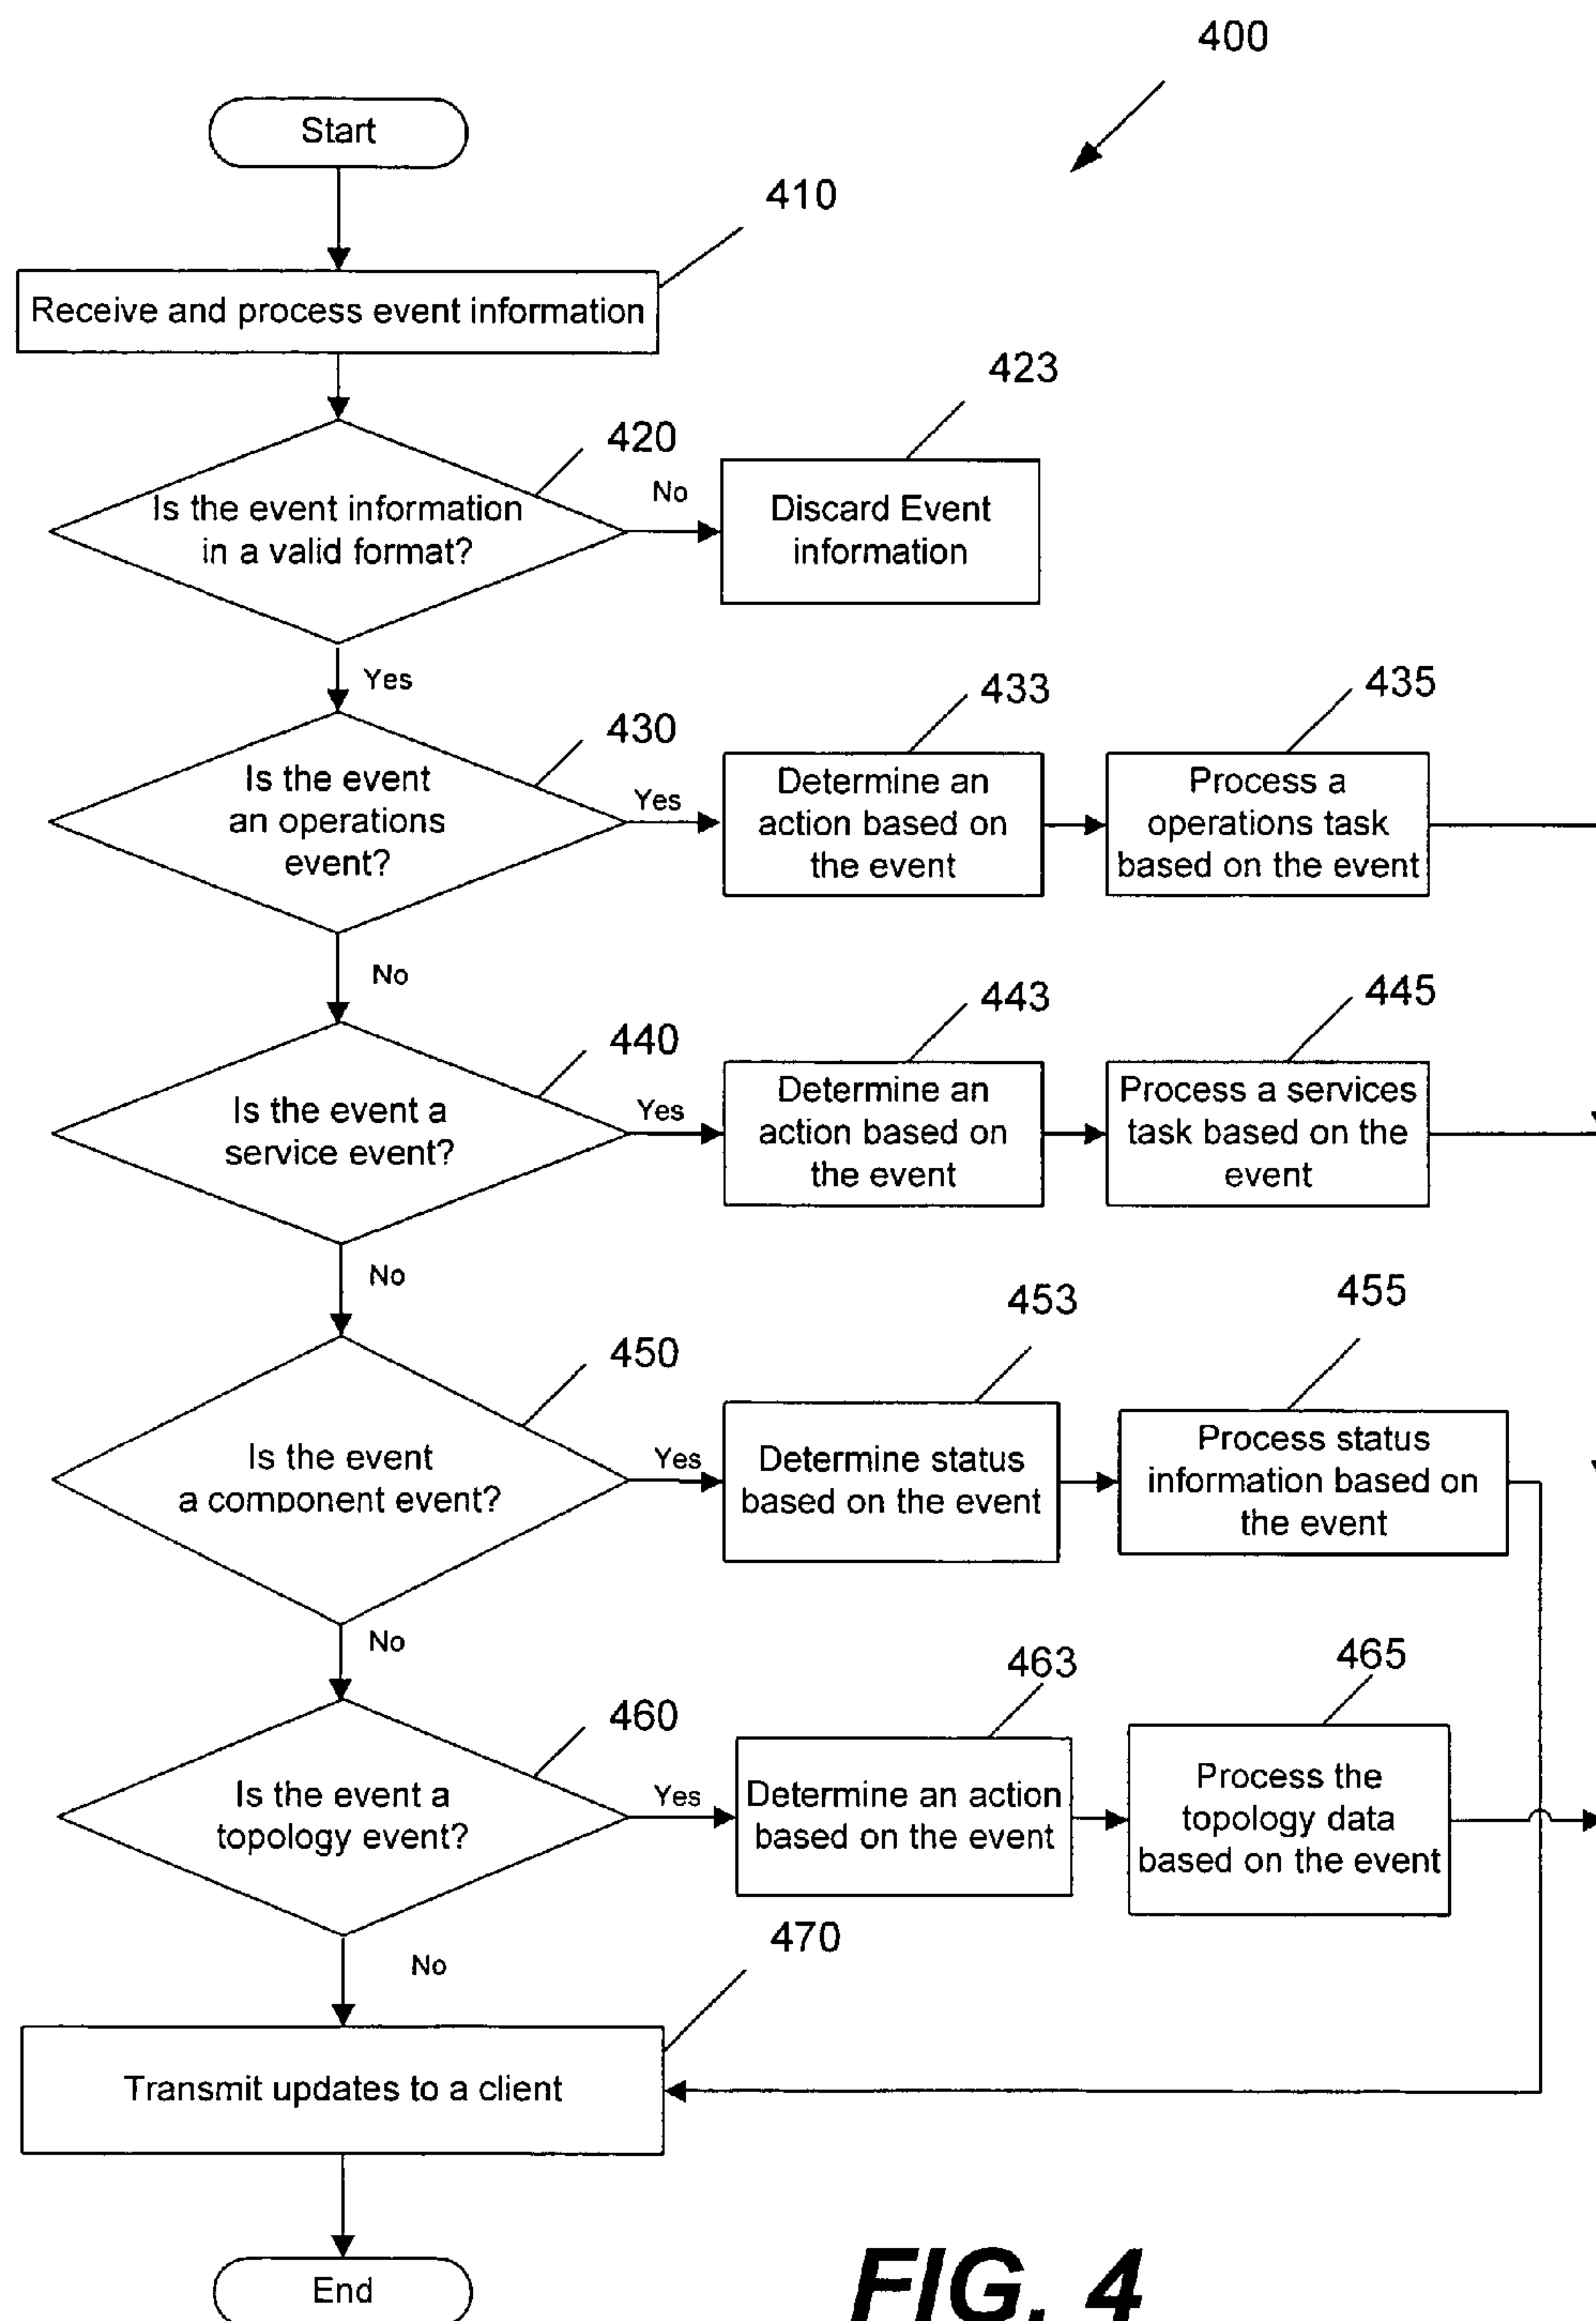 400
Start
410
Receive and process event information
423
420
Is the event information
in a valid format?
No
Discard Event
information
Yes
430
433
435
Is the event
an operations
event?
Yes
Determine an
action based on
the event
Process a
operations task
based on the event
No
440
443
445
Is the event a
service event?
Yes
Determine an
action based on
the event
Process a services
task based on the
event
No
450
453
455
Is the event
a component event?
Yes
Determine status
based on the event
Process status
information based on
the event
No
460
463
465
Is the event a
topology event?
Yes
Determine an action
based on the event
Process the
topology data
based on the event
No
470
Transmit updates to a client
End
FIG. 4